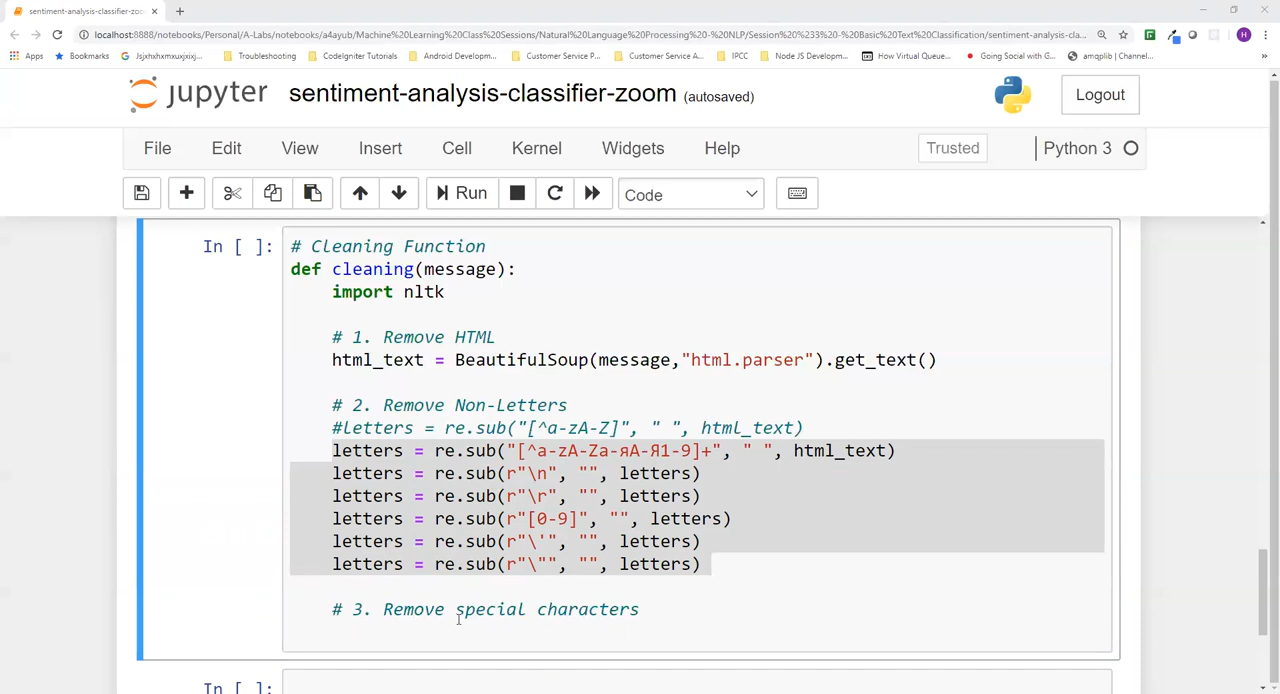 sentiment-analysis-classifier-zo
localhost:8888/notebooks/Personal/A-Labs/notebooks/a4ayub/Machine%20Learning%20Class%20Sessions/Natural%20Language%20Processing%20-%20NLP/Session%20%233%20-%20Basic%20Text%20Classification/sentiment-analysis-cla...
H
Apps Bookmarks Jsjxhxhxmxuxjxixj... Troubleshooting CodeIgniter Tutorials Android Developm... Customer Service P... Customer Service A... IPCC Node JS Developm... How Virtual Queue... Going Social with G... amqplib | Channel... »
jupyter sentiment-analysis-classifier-zoom (autosaved) Logout
File Edit View Insert Cell Kernel Widgets Help Trusted Python 3
Run Code
In [ ]: # Cleaning Function
def cleaning(message):
import nltk
# 1. Remove HTML
html_text = BeautifulSoup(message,"html.parser").get_text()
# 2. Remove Non-Letters
#letters = re.sub("[^a-zA-Z]", " ", html_text)
letters = re.sub("[^a-zA-Zа-яА-Я1-9]+", " ", html_text)
letters = re.sub(r"\n", "", letters)
letters = re.sub(r"\r", "", letters)
letters = re.sub(r"[0-9]", "", letters)
letters = re.sub(r"\'", "", letters)
letters = re.sub(r"\"", "", letters)
# 3. Remove special characters
In [ ]: